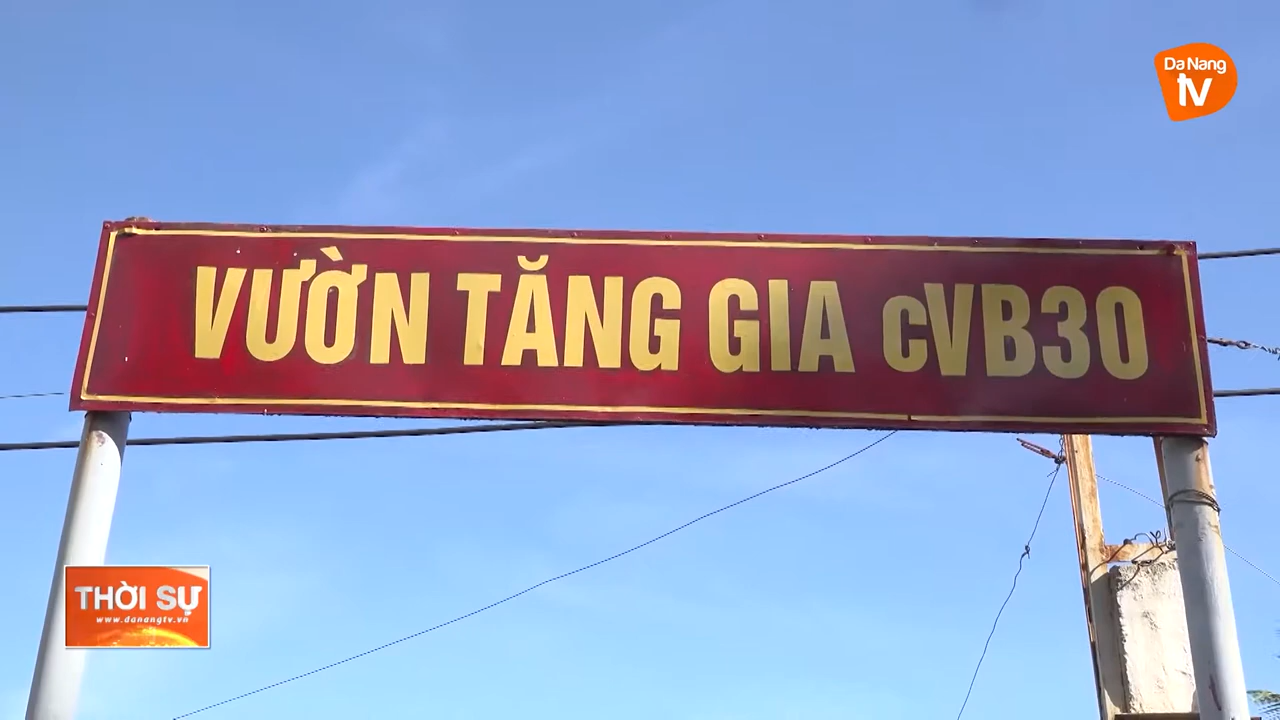 Da Nang
tv
VƯỜN TĂNG GIA cVB30
THỜI SỰ
www.danangtv.vn